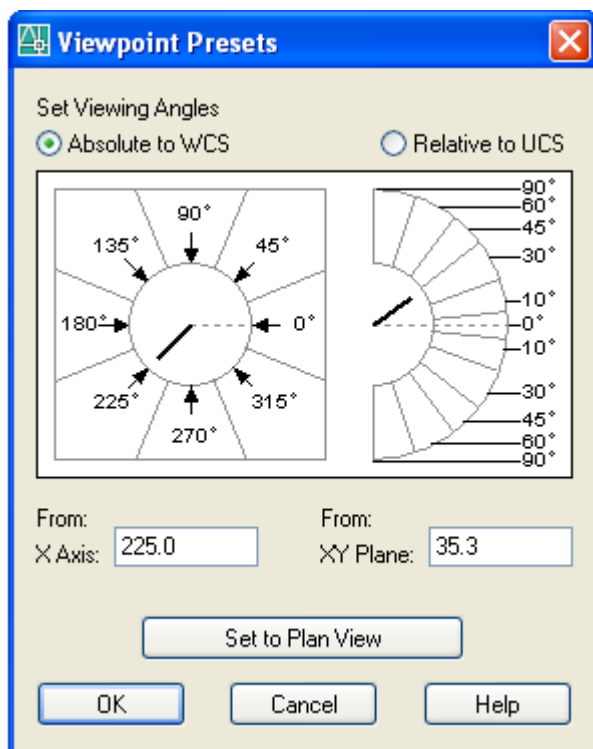 Viewpoint Presets
Set Viewing Angles
Absolute to WCS
Relative to UCS
90°
135°
45°
180°
0°
225°
315°
270°
90°
60°
45°
30°
10°
0°
10°
30°
45°
60°
90°
From:
X Axis: 225.0
From:
XY Plane: 35.3
Set to Plan View
OK
Cancel
Help